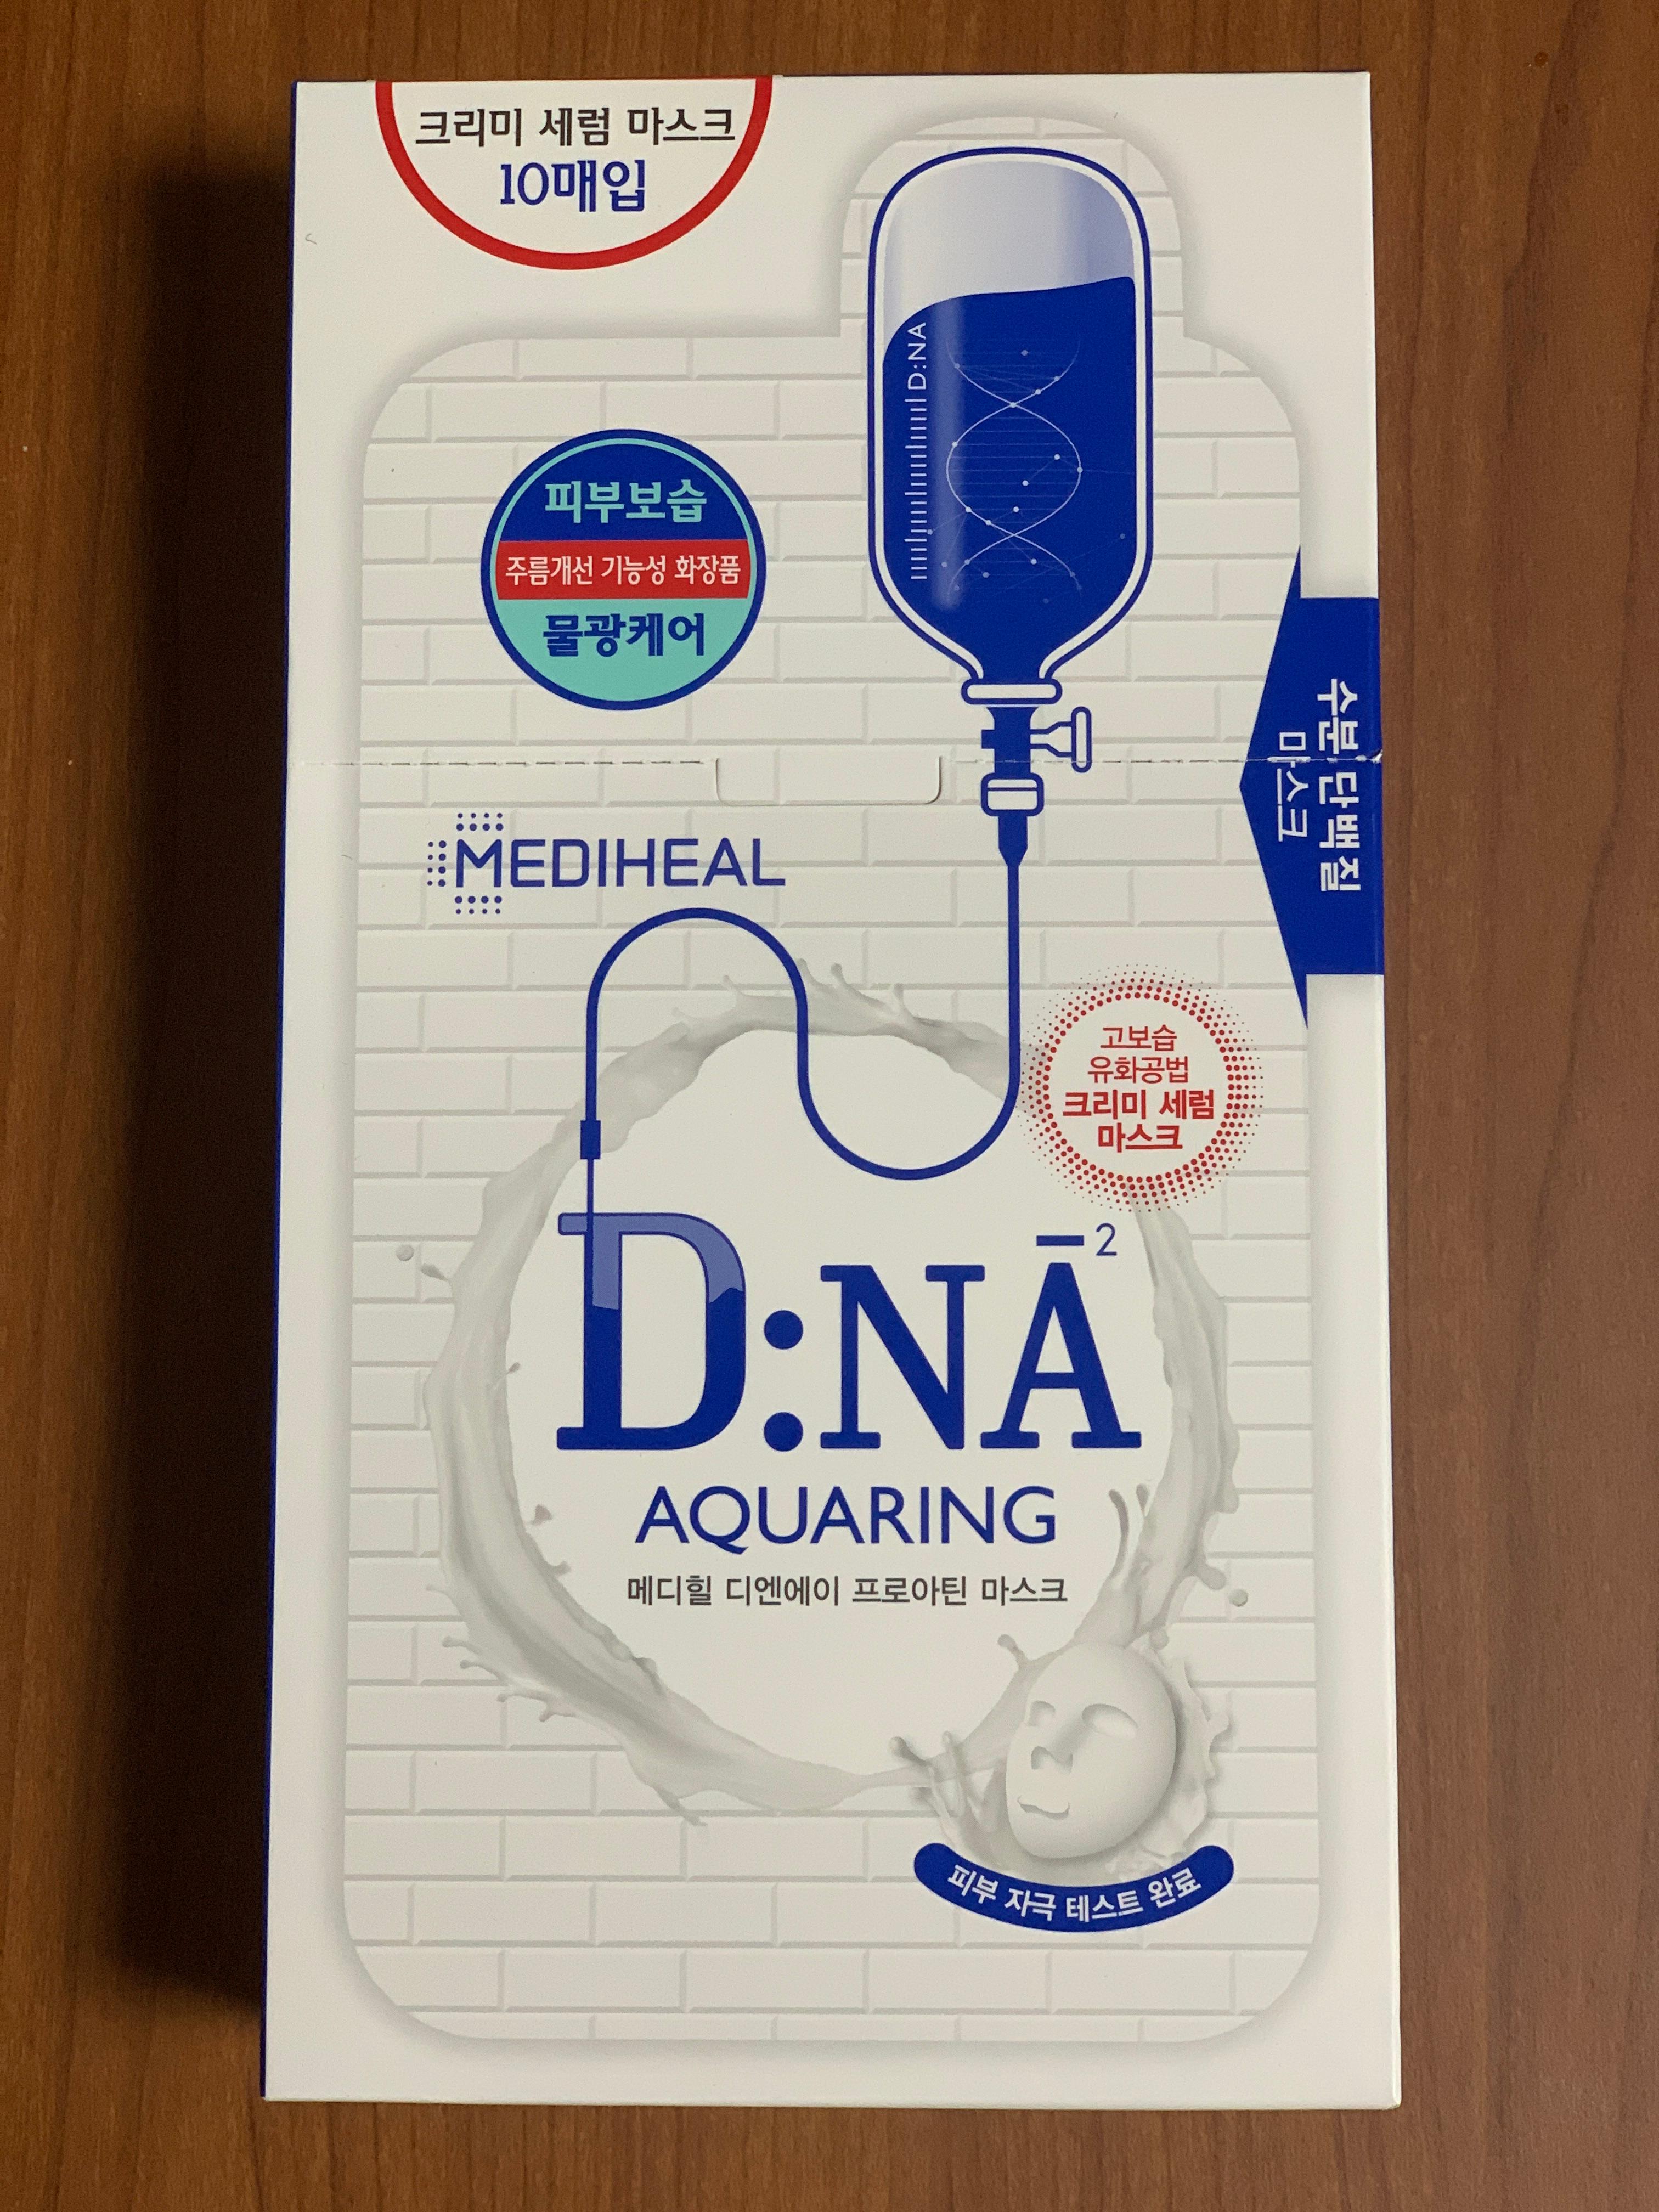 크리미 세럼 마스크
10매입
D:NA
피부보습
주름개선 기능성 화장품
물광케어
수분 단백질
마스크
MEDIHEAL
고보습
유화공법
크리미 세럼
마스크
D:NĀ²
AQUARING
메디힐 디엔에이 프로아틴 마스크
피부 자극 테스트 완료